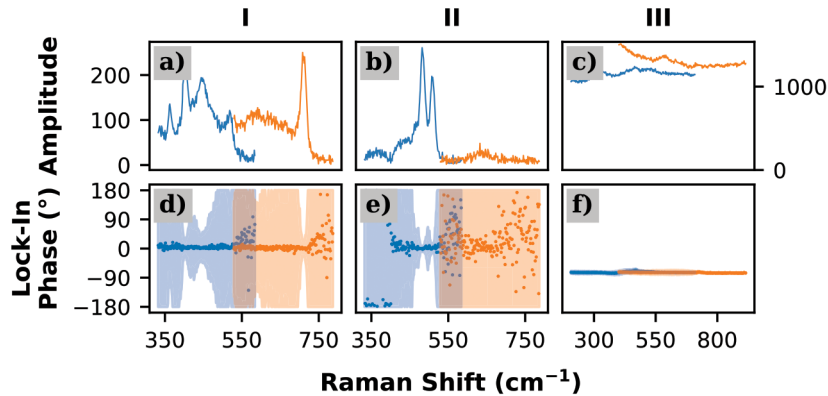 I II III
a) b) c)
Amplitude
200
100
0
1000
0
d) e) f)
Lock-In
Phase (°)
180
90
0
−90
−180
350 550 750 350 550 750 300 550 800
Raman Shift (cm⁻¹)